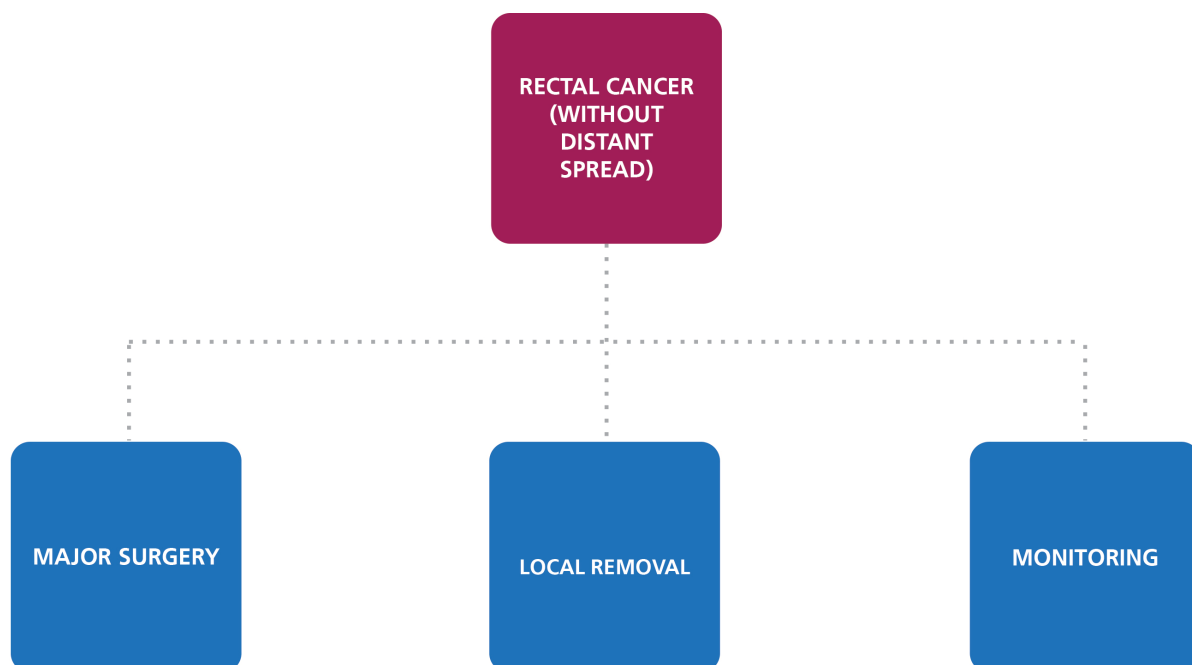 RECTAL CANCER
(WITHOUT
DISTANT
SPREAD)
MAJOR SURGERY
LOCAL REMOVAL
MONITORING